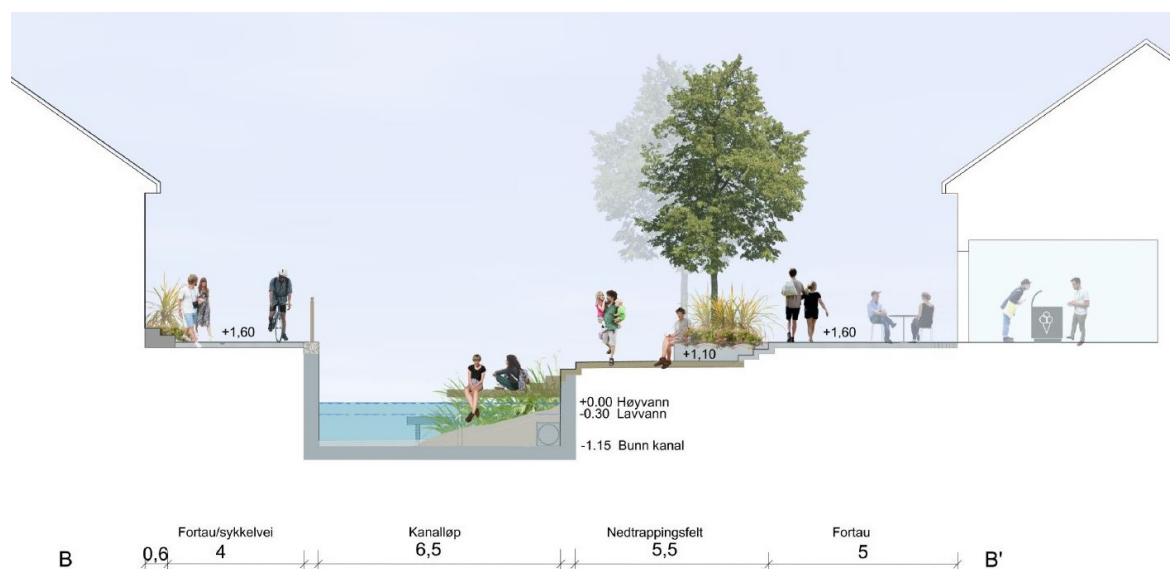 +1,60
+1,10
+1,60
+0.00 Høyvann
-0.30 Lavvann
-1.15 Bunn kanal
Fortau/sykkelvei
Kanalløp
Nedtrappingsfelt
Fortau
B
0,6
4
6,5
5,5
5
B'